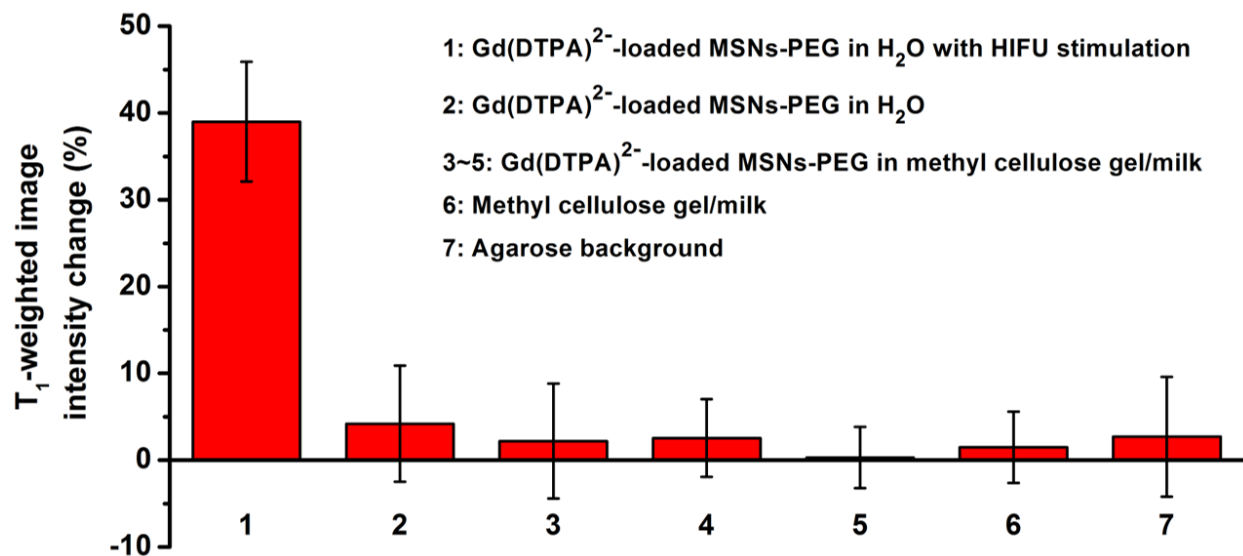 T₁-weighted image
intensity change (%)
50
40
30
20
10
0
-10
1: Gd(DTPA)²⁻-loaded MSNs-PEG in H₂O with HIFU stimulation
2: Gd(DTPA)²⁻-loaded MSNs-PEG in H₂O
3~5: Gd(DTPA)²⁻-loaded MSNs-PEG in methyl cellulose gel/milk
6: Methyl cellulose gel/milk
7: Agarose background
1 2 3 4 5 6 7